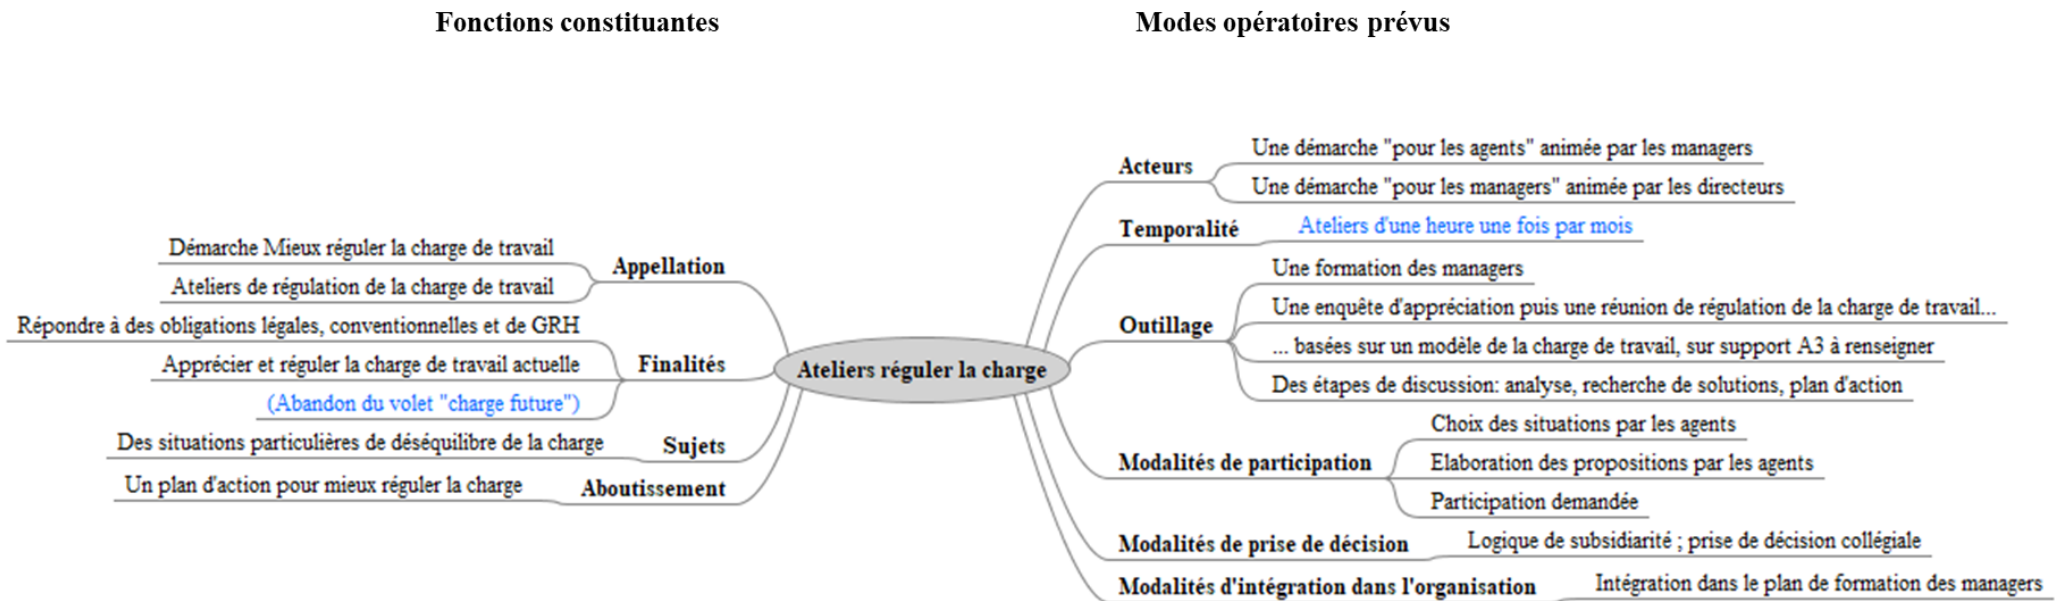 Fonctions constituantes
Modes opératoires prévus
Appellation
Démarche Mieux réguler la charge de travail
Ateliers de régulation de la charge de travail
Finalités
Répondre à des obligations légales, conventionnelles et de GRH
Apprécier et réguler la charge de travail actuelle
(Abandon du volet "charge future")
Sujets
Des situations particulières de déséquilibre de la charge
Aboutissement
Un plan d'action pour mieux réguler la charge
Ateliers réguler la charge
Acteurs
Une démarche "pour les agents" animée par les managers
Une démarche "pour les managers" animée par les directeurs
Temporalité
Ateliers d'une heure une fois par mois
Outillage
Une formation des managers
Une enquête d'appréciation puis une réunion de régulation de la charge de travail...
... basées sur un modèle de la charge de travail, sur support A3 à renseigner
Des étapes de discussion: analyse, recherche de solutions, plan d'action
Modalités de participation
Choix des situations par les agents
Elaboration des propositions par les agents
Participation demandée
Modalités de prise de décision
Logique de subsidiarité ; prise de décision collégiale
Modalités d'intégration dans l'organisation
Intégration dans le plan de formation des managers